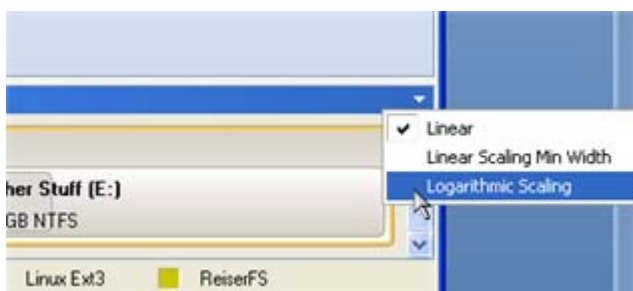 Linear
Linear Scaling Min Width
Logarithmic Scaling
her Stuff (E:)
GB NTFS
Linux Ext3
ReiserFS